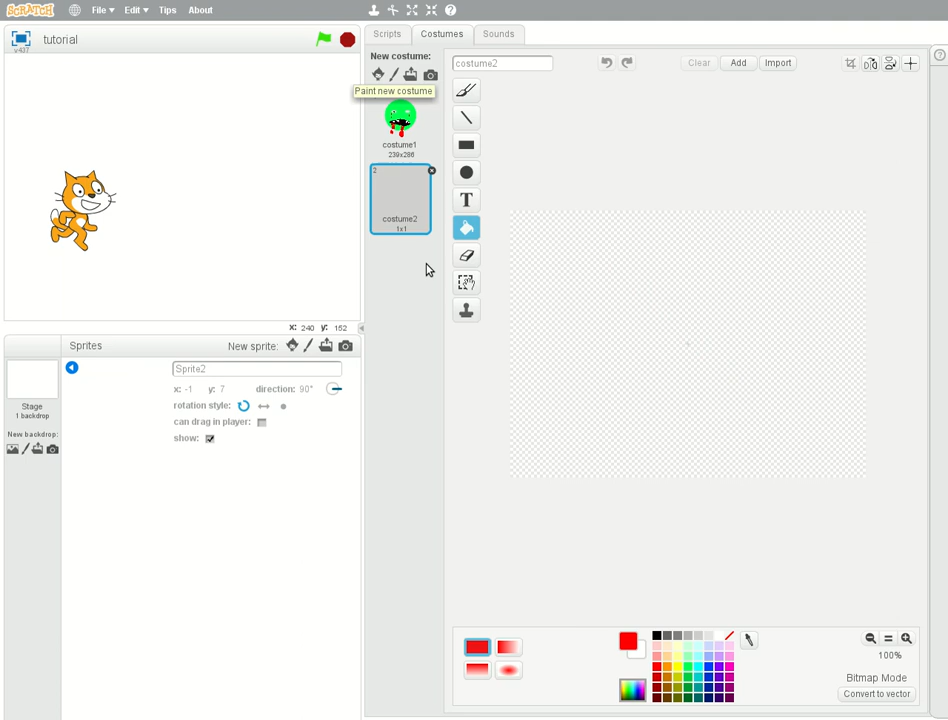 SCRATCH File Edit Tips About
v437 tutorial
Scripts Costumes Sounds
New costume:
Paint new costume
costume1
239x286
2
costume2
1x1
costume2 Clear Add Import
T
x: 240 y: 152
Sprites New sprite:
Sprite2
x: -1 y: 7 direction: 90°
rotation style:
can drag in player:
show:
Stage
1 backdrop
New backdrop:
100%
Bitmap Mode
Convert to vector